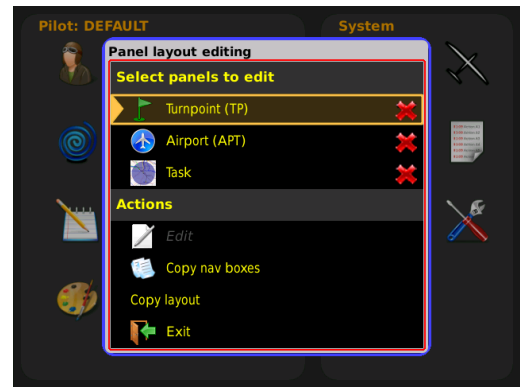 Pilot: DEFAULT
System
Panel layout editing
Select panels to edit
Turnpoint (TP)
Airport (APT)
Task
Actions
Edit
Copy nav boxes
Copy layout
Exit